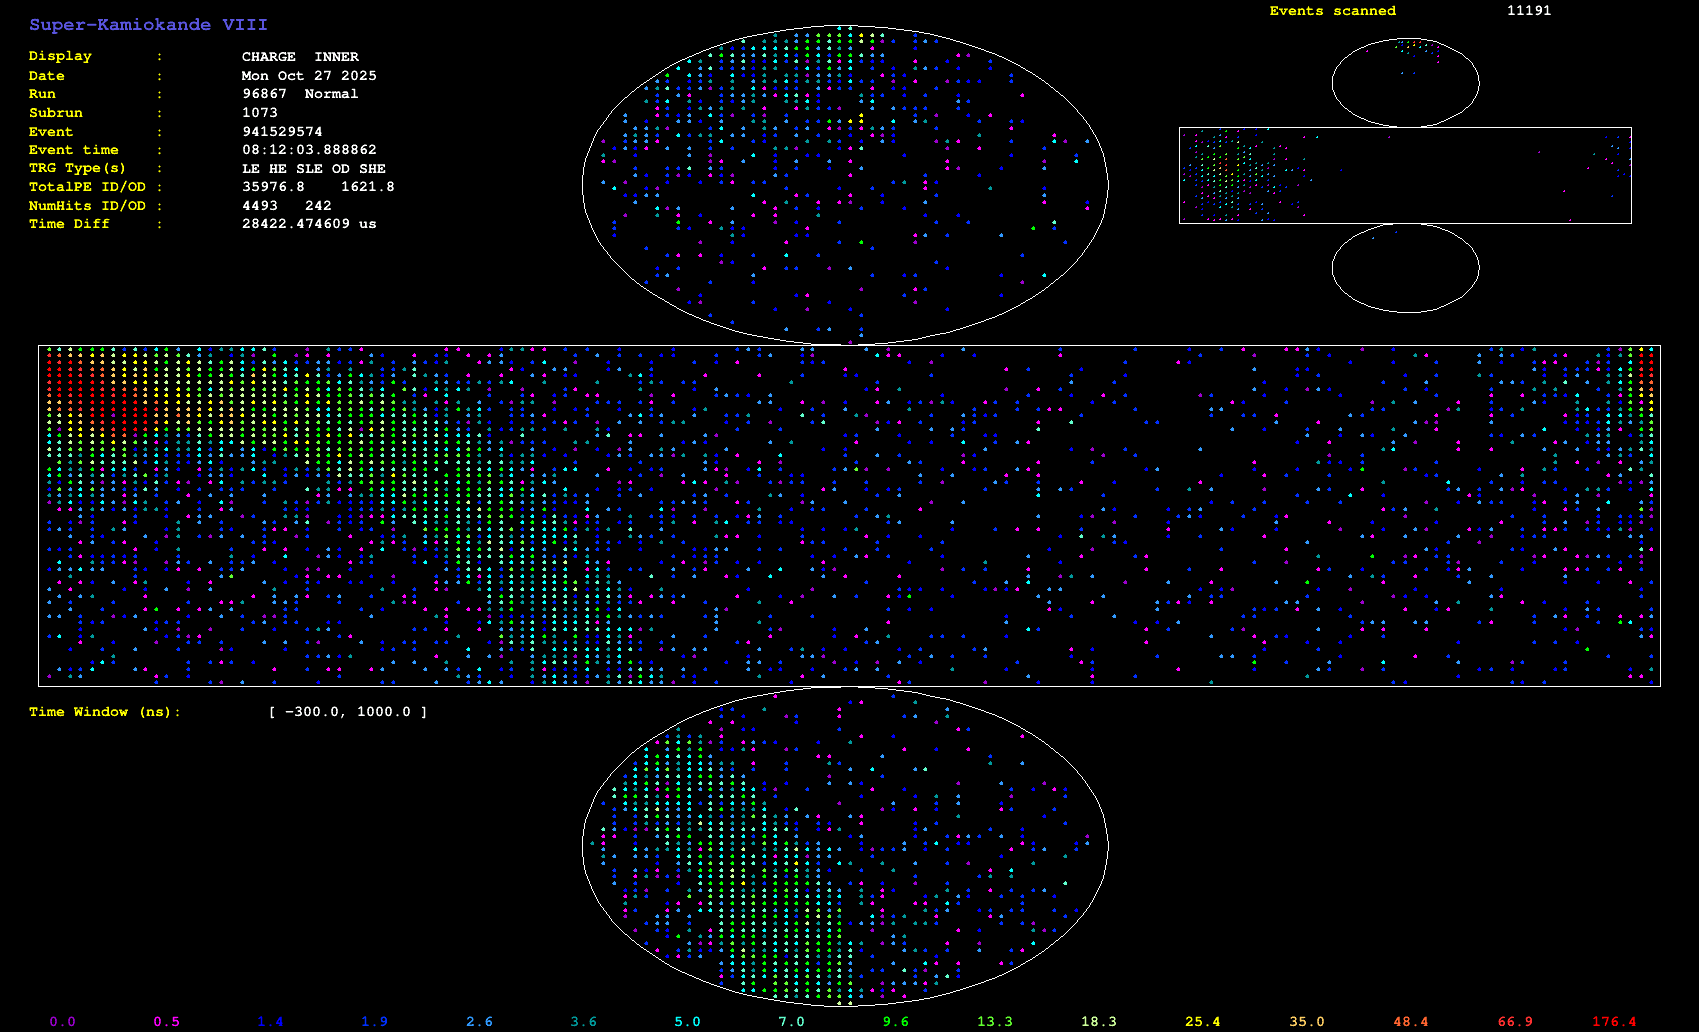 Super-Kamiokande VIII
Display : CHARGE INNER
Date : Mon Oct 27 2025
Run : 96867 Normal
Subrun : 1073
Event : 941529574
Event time : 08:12:03.888862
TRG Type(s) : LE HE SLE OD SHE
TotalPE ID/OD : 35976.8 1621.8
NumHits ID/OD : 4493 242
Time Diff : 28422.474609 us
Events scanned 11191
Time Window (ns): [ -300.0, 1000.0 ]
0.0 0.5 1.4 1.9 2.6 3.6 5.0 7.0 9.6 13.3 18.3 25.4 35.0 48.4 66.9 176.4